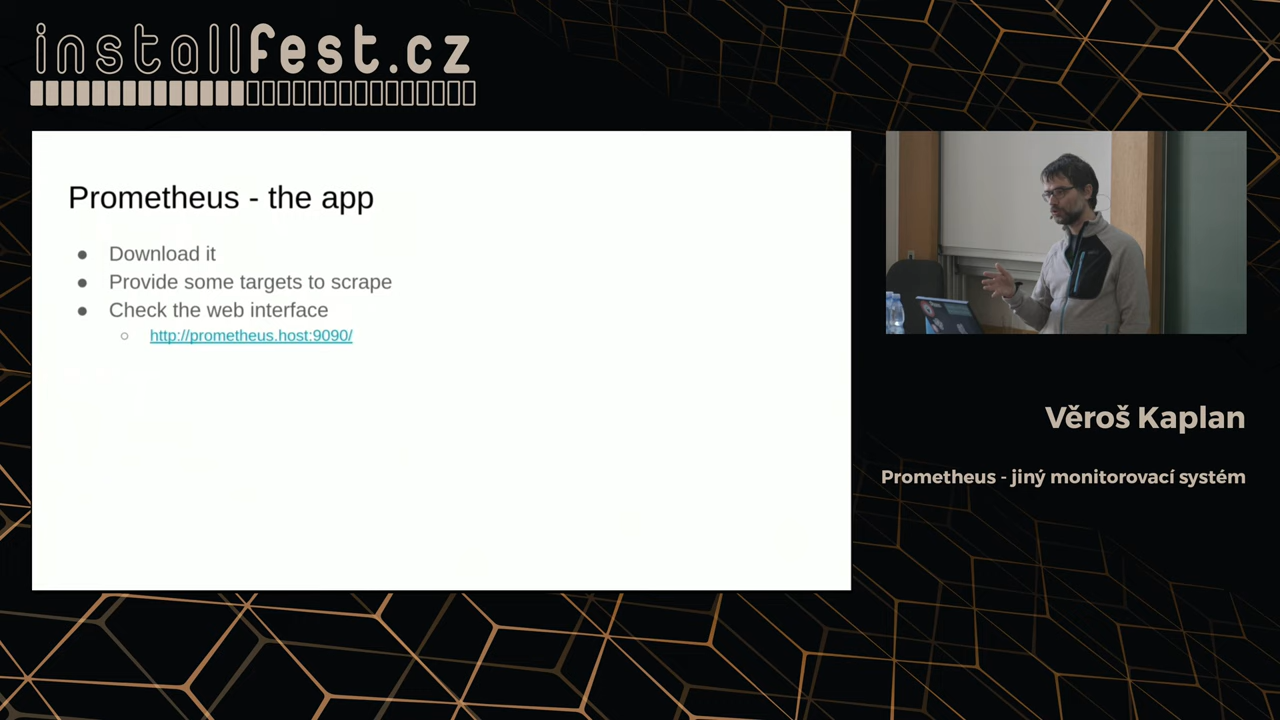 installfest.cz
Prometheus - the app
● Download it
● Provide some targets to scrape
● Check the web interface
○ http://prometheus.host:9090/
Věroš Kaplan
Prometheus - jiný monitorovací systém